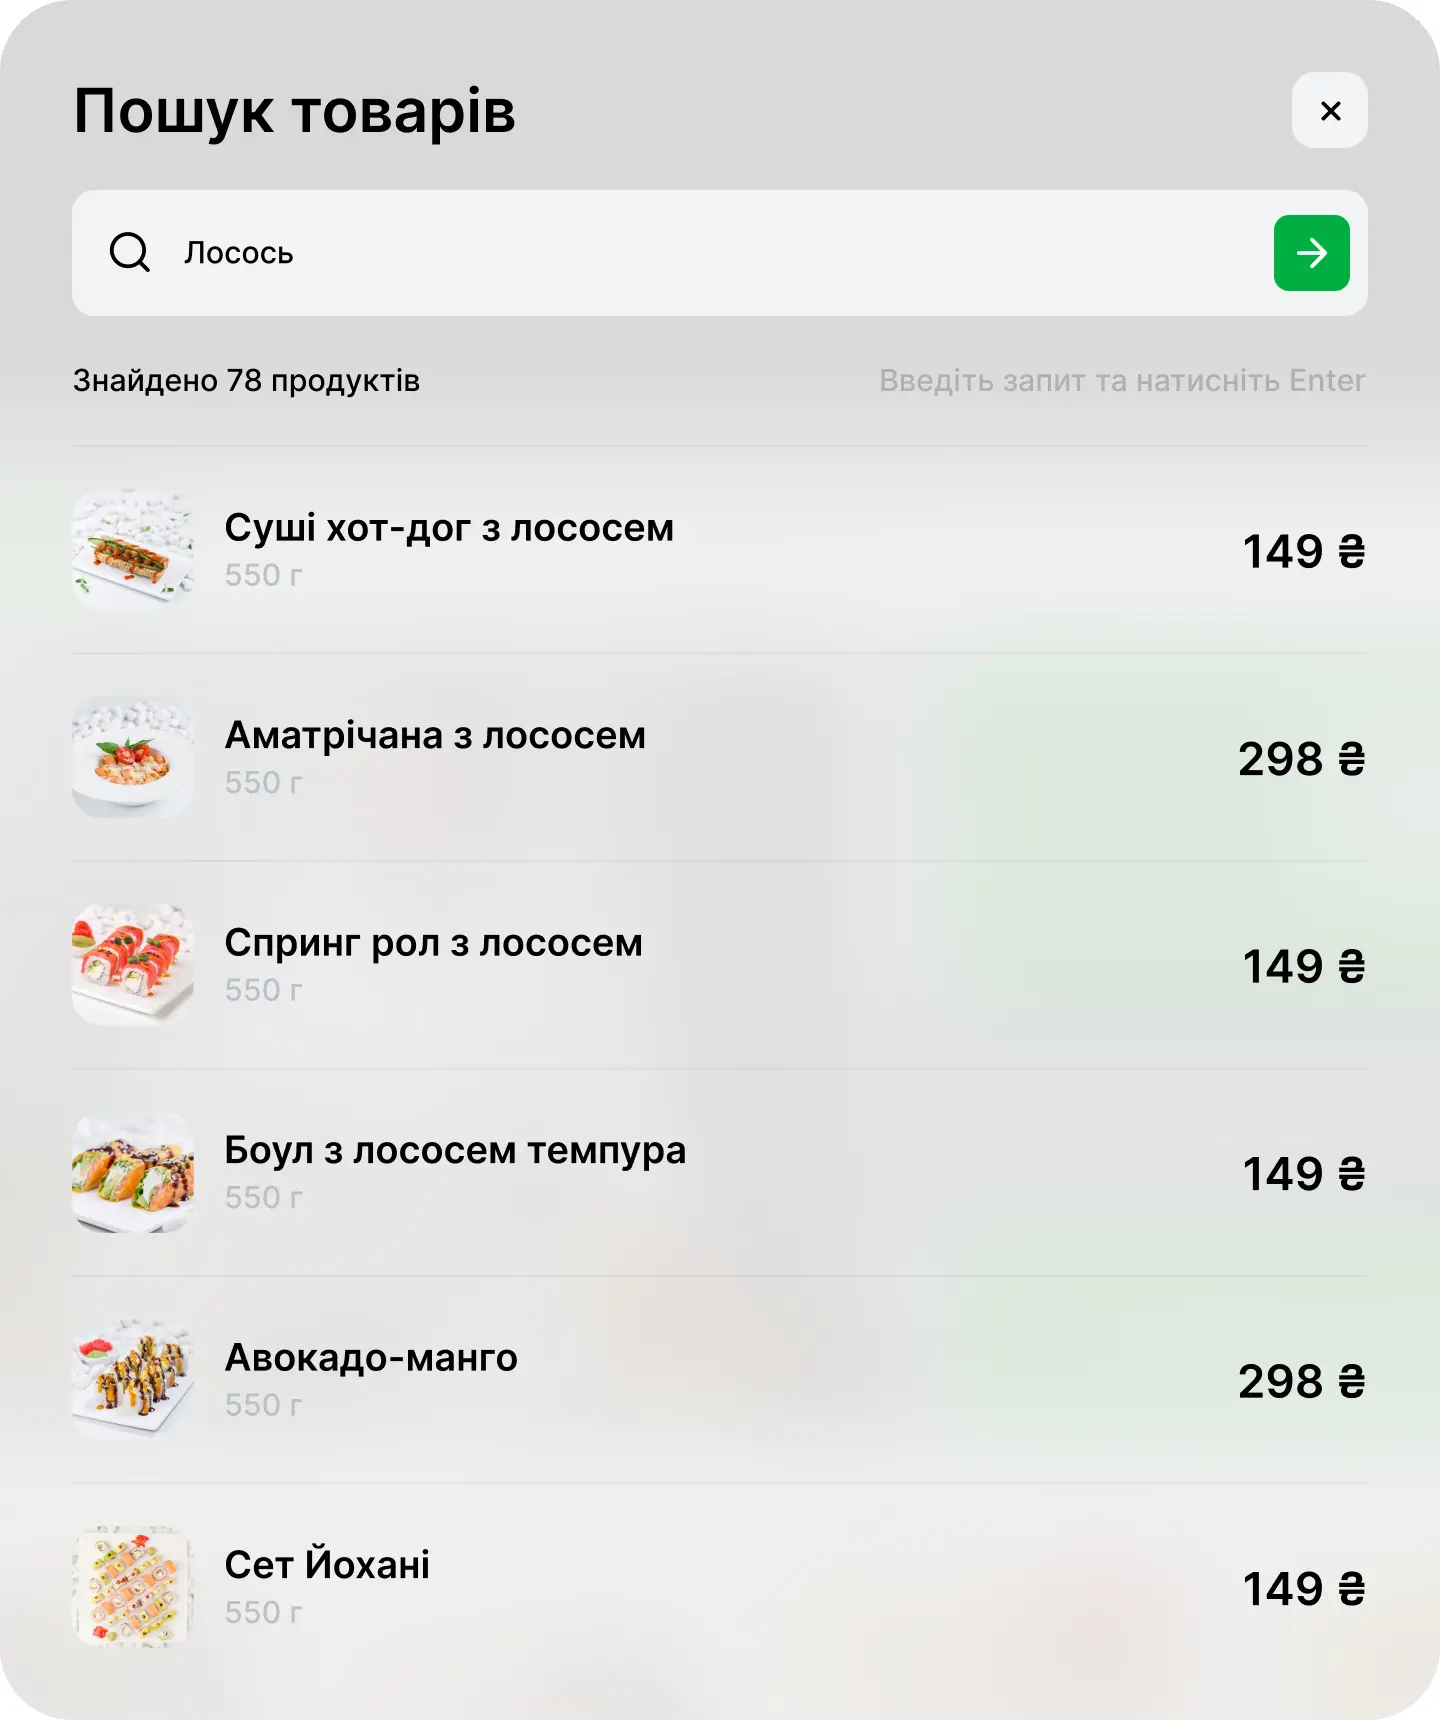 Пошук товарів
Лосось
Знайдено 78 продуктів
Введіть запит та натисніть Enter
Суші хот-дог з лососем
550 г
149 ₴
Аматрічана з лососем
550 г
298 ₴
Спринг рол з лососем
550 г
149 ₴
Боул з лососем темпура
550 г
149 ₴
Авокадо-манго
550 г
298 ₴
Сет Йохані
550 г
149 ₴